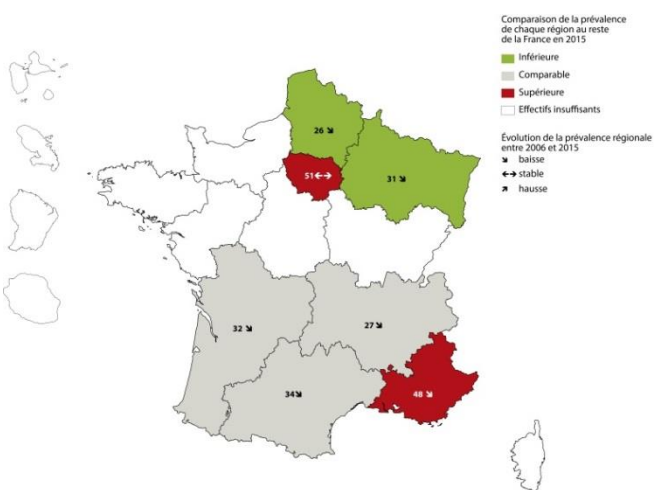 Comparaison de la prévalence
de chaque région au reste
de la France en 2015
Inférieure
Comparable
Supérieure
Effectifs insuffisants
Évolution de la prévalence régionale
entre 2006 et 2015
↘ baisse
↔ stable
↗ hausse
26 ↘
51 ↔
31 ↘
32 ↘
27 ↘
34 ↘
48 ↘